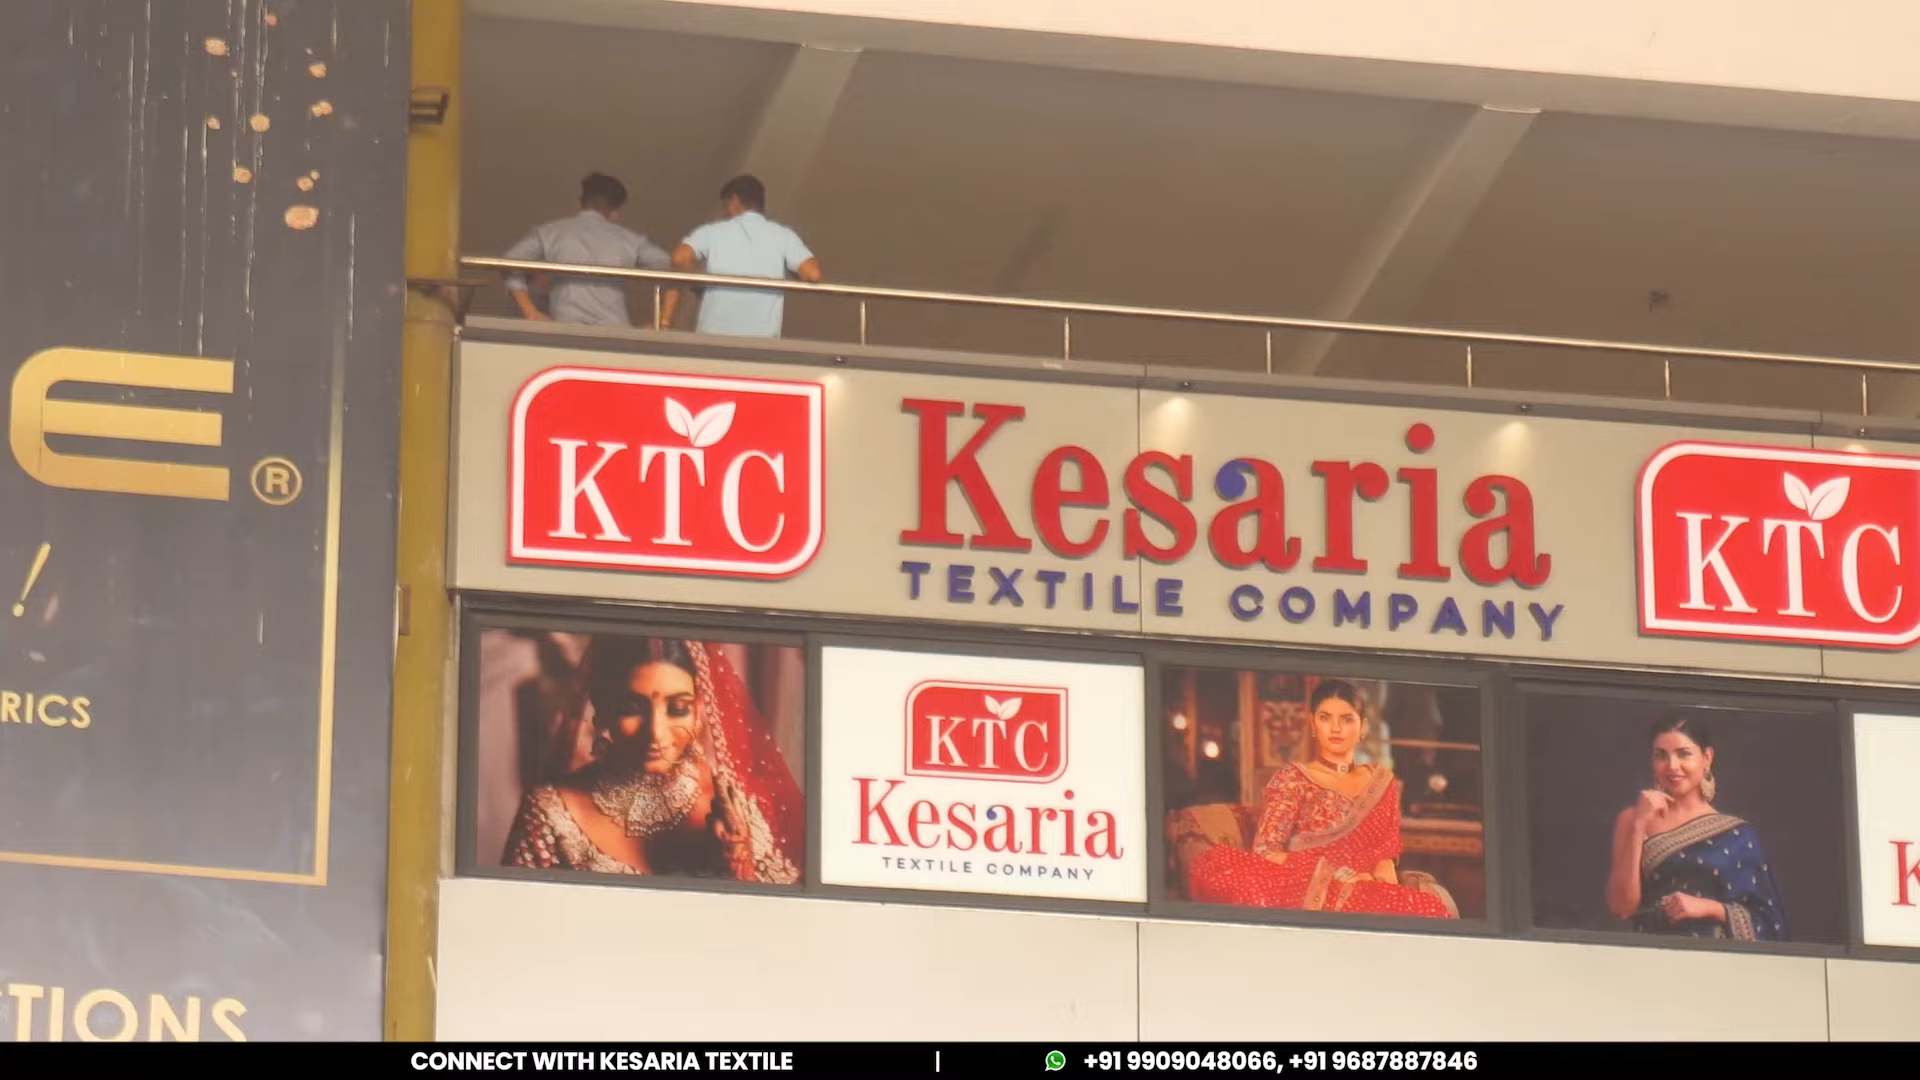 E
®
!
RICS
TIONS
KTC
Kesaria
TEXTILE COMPANY
KTC
KTC
Kesaria
TEXTILE COMPANY
K
CONNECT WITH KESARIA TEXTILE | +91 9909048066, +91 9687887846